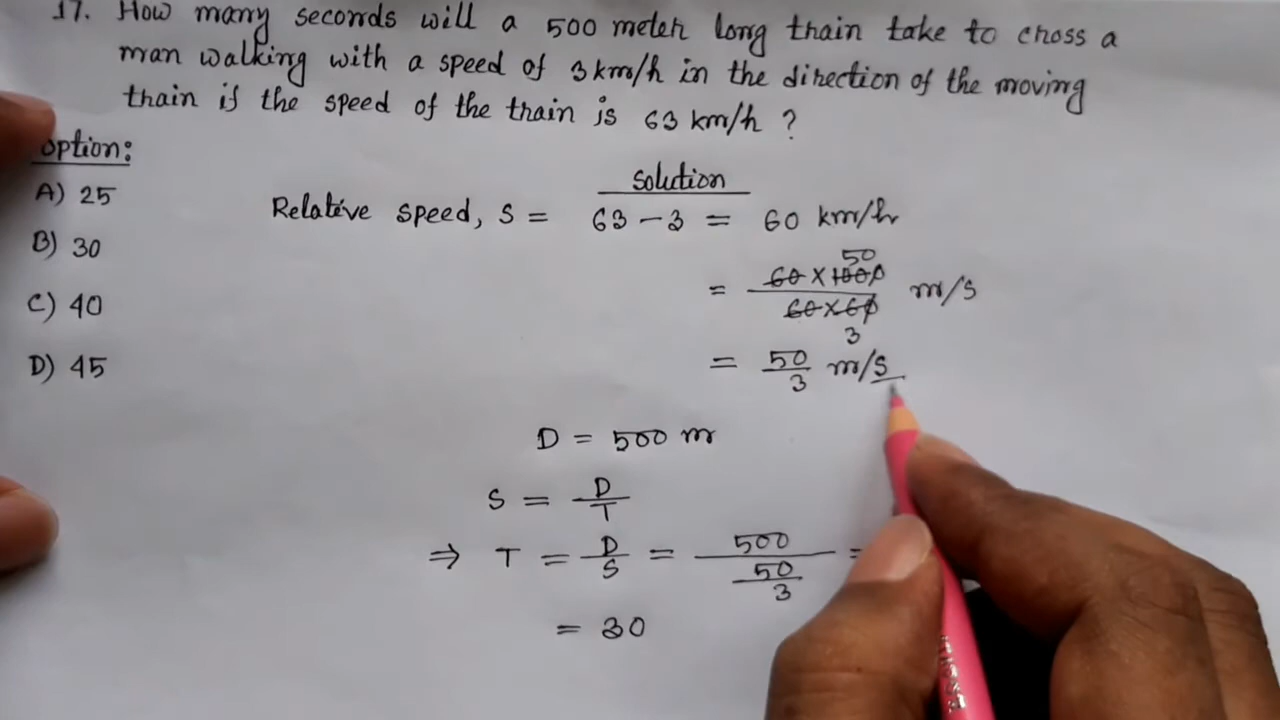 17. How many seconds will a 500 meter long train take to cross a
man walking with a speed of 3 km/h in the direction of the moving
train if the speed of the train is 63 km/h ?
option:
A) 25
B) 30
C) 40
D) 45
Solution
Relative speed, S = 63 - 3 = 60 km/hr
= 60 × 1000 / 60 × 60 m/s
50
3
= 50/3 m/s
D = 500 m
S = D/T
⇒ T = D/S = 500 / 50/3 =
= 30